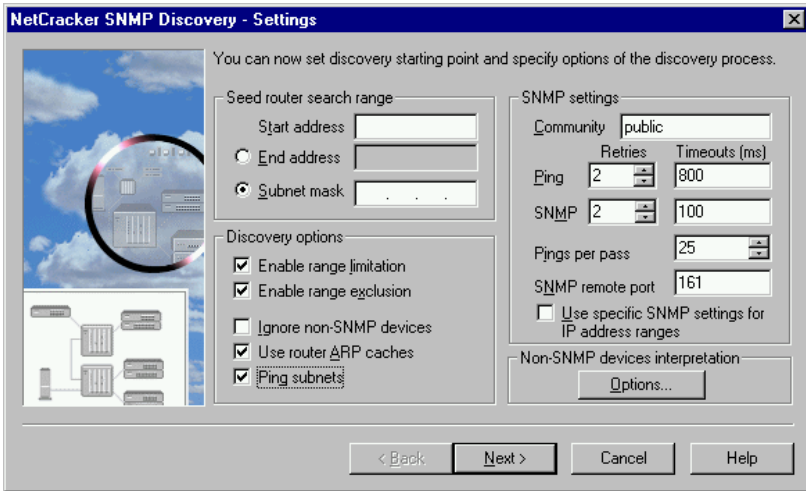 NetCracker SNMP Discovery - Settings
You can now set discovery starting point and specify options of the discovery process.
Seed router search range
Start address
End address
Subnet mask . . .
Discovery options
Enable range limitation
Enable range exclusion
Ignore non-SNMP devices
Use router ARP caches
Ping subnets
SNMP settings
Community public
Retries Timeouts (ms)
Ping 2 800
SNMP 2 100
Pings per pass 25
SNMP remote port 161
Use specific SNMP settings for
IP address ranges
Non-SNMP devices interpretation
Options...
< Back Next > Cancel Help